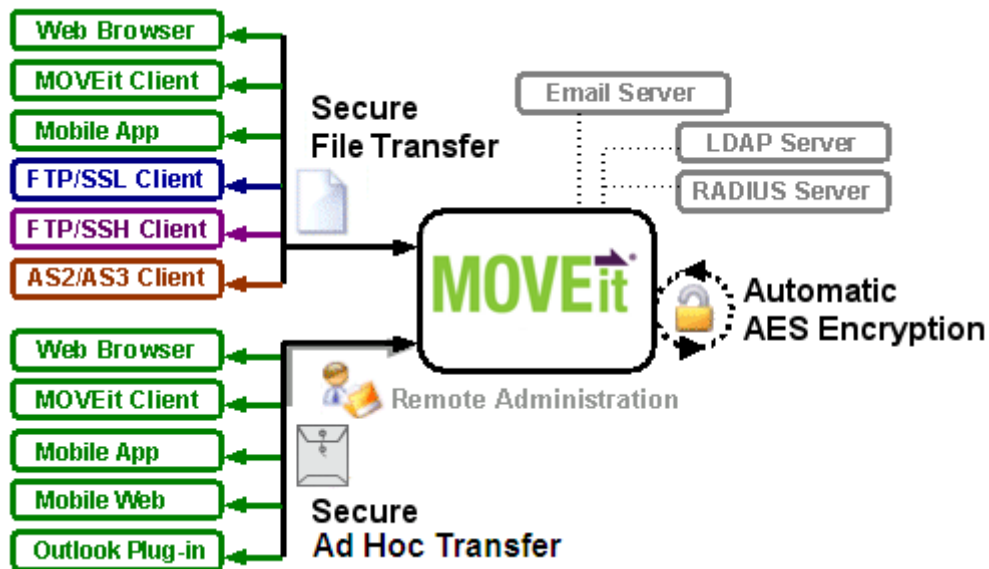 Web Browser
MOVEit Client
Mobile App
FTP/SSL Client
FTP/SSH Client
AS2/AS3 Client
Secure
File Transfer
Email Server
LDAP Server
RADIUS Server
MOVEit
Automatic
AES Encryption
Web Browser
MOVEit Client
Mobile App
Mobile Web
Outlook Plug-in
Remote Administration
Secure
Ad Hoc Transfer